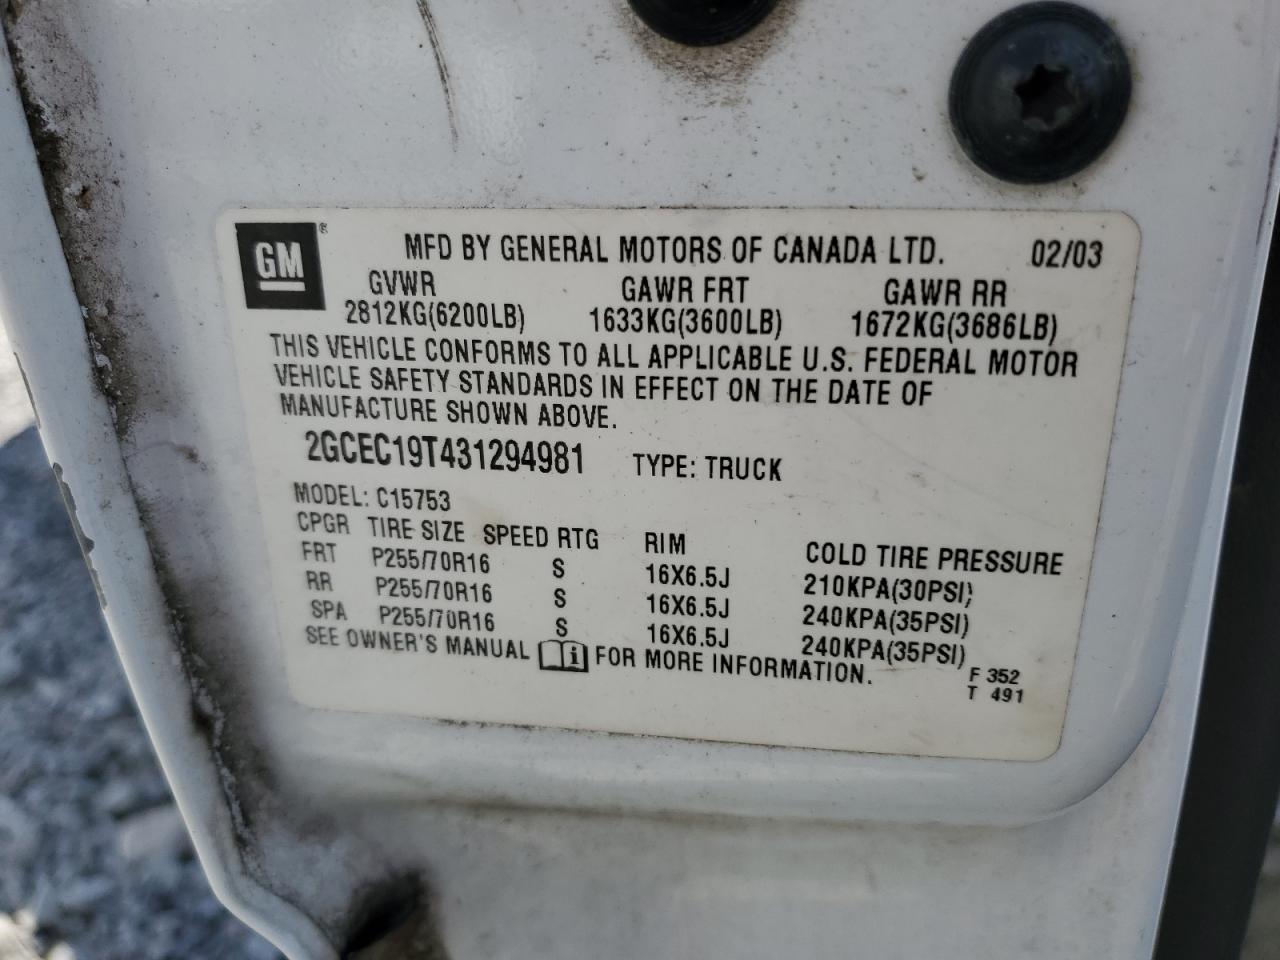 GM® MFD BY GENERAL MOTORS OF CANADA LTD. 02/03
GVWR GAWR FRT GAWR RR
2812KG(6200LB) 1633KG(3600LB) 1672KG(3686LB)
THIS VEHICLE CONFORMS TO ALL APPLICABLE U.S. FEDERAL MOTOR
VEHICLE SAFETY STANDARDS IN EFFECT ON THE DATE OF
MANUFACTURE SHOWN ABOVE.
2GCEC19T431294981 TYPE: TRUCK
MODEL: C15753
CPGR TIRE SIZE SPEED RTG RIM COLD TIRE PRESSURE
FRT P255/70R16 S 16X6.5J 210KPA(30PSI)
RR P255/70R16 S 16X6.5J 240KPA(35PSI)
SPA P255/70R16 S 16X6.5J 240KPA(35PSI)
SEE OWNER'S MANUAL i FOR MORE INFORMATION.
F 352
T 491